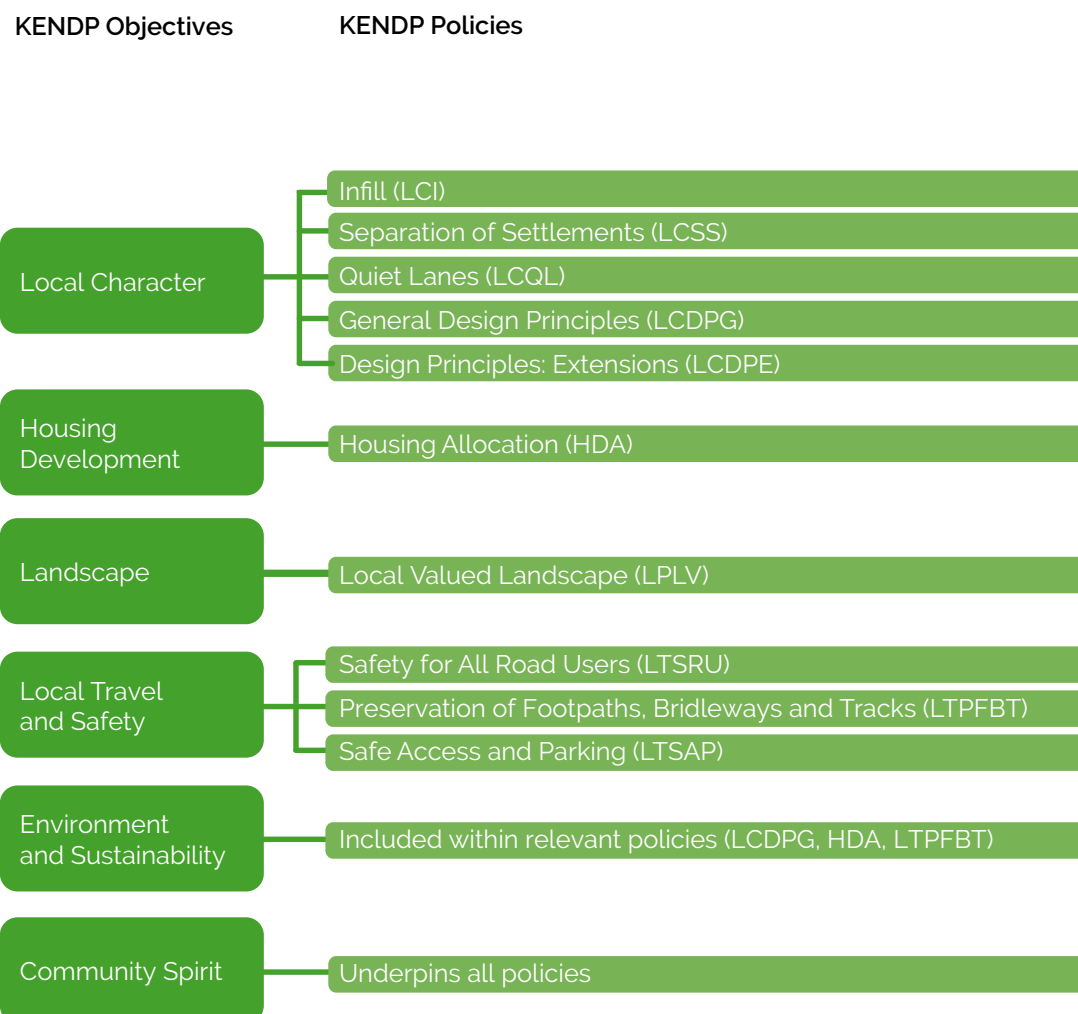 KENDP Objectives
KENDP Policies
Local Character
Infill (LCI)
Separation of Settlements (LCSS)
Quiet Lanes (LCQL)
General Design Principles (LCDPG)
Design Principles: Extensions (LCDPE)
Housing
Development
Housing Allocation (HDA)
Landscape
Local Valued Landscape (LPLV)
Local Travel
and Safety
Safety for All Road Users (LTSRU)
Preservation of Footpaths, Bridleways and Tracks (LTPFBT)
Safe Access and Parking (LTSAP)
Environment
and Sustainability
Included within relevant policies (LCDPG, HDA, LTPFBT)
Community Spirit
Underpins all policies